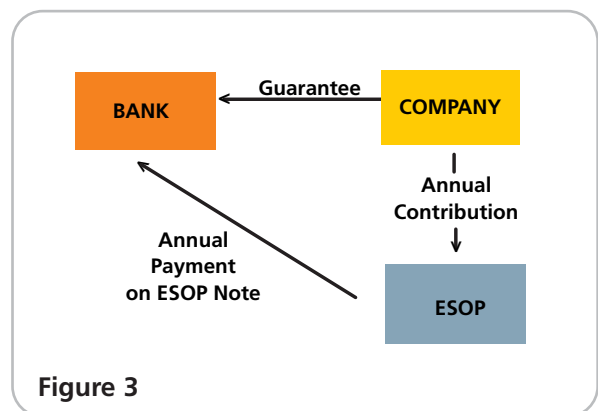 Guarantee
BANK
COMPANY
Annual
Contribution
Annual
Payment
on ESOP Note
ESOP
Figure 3